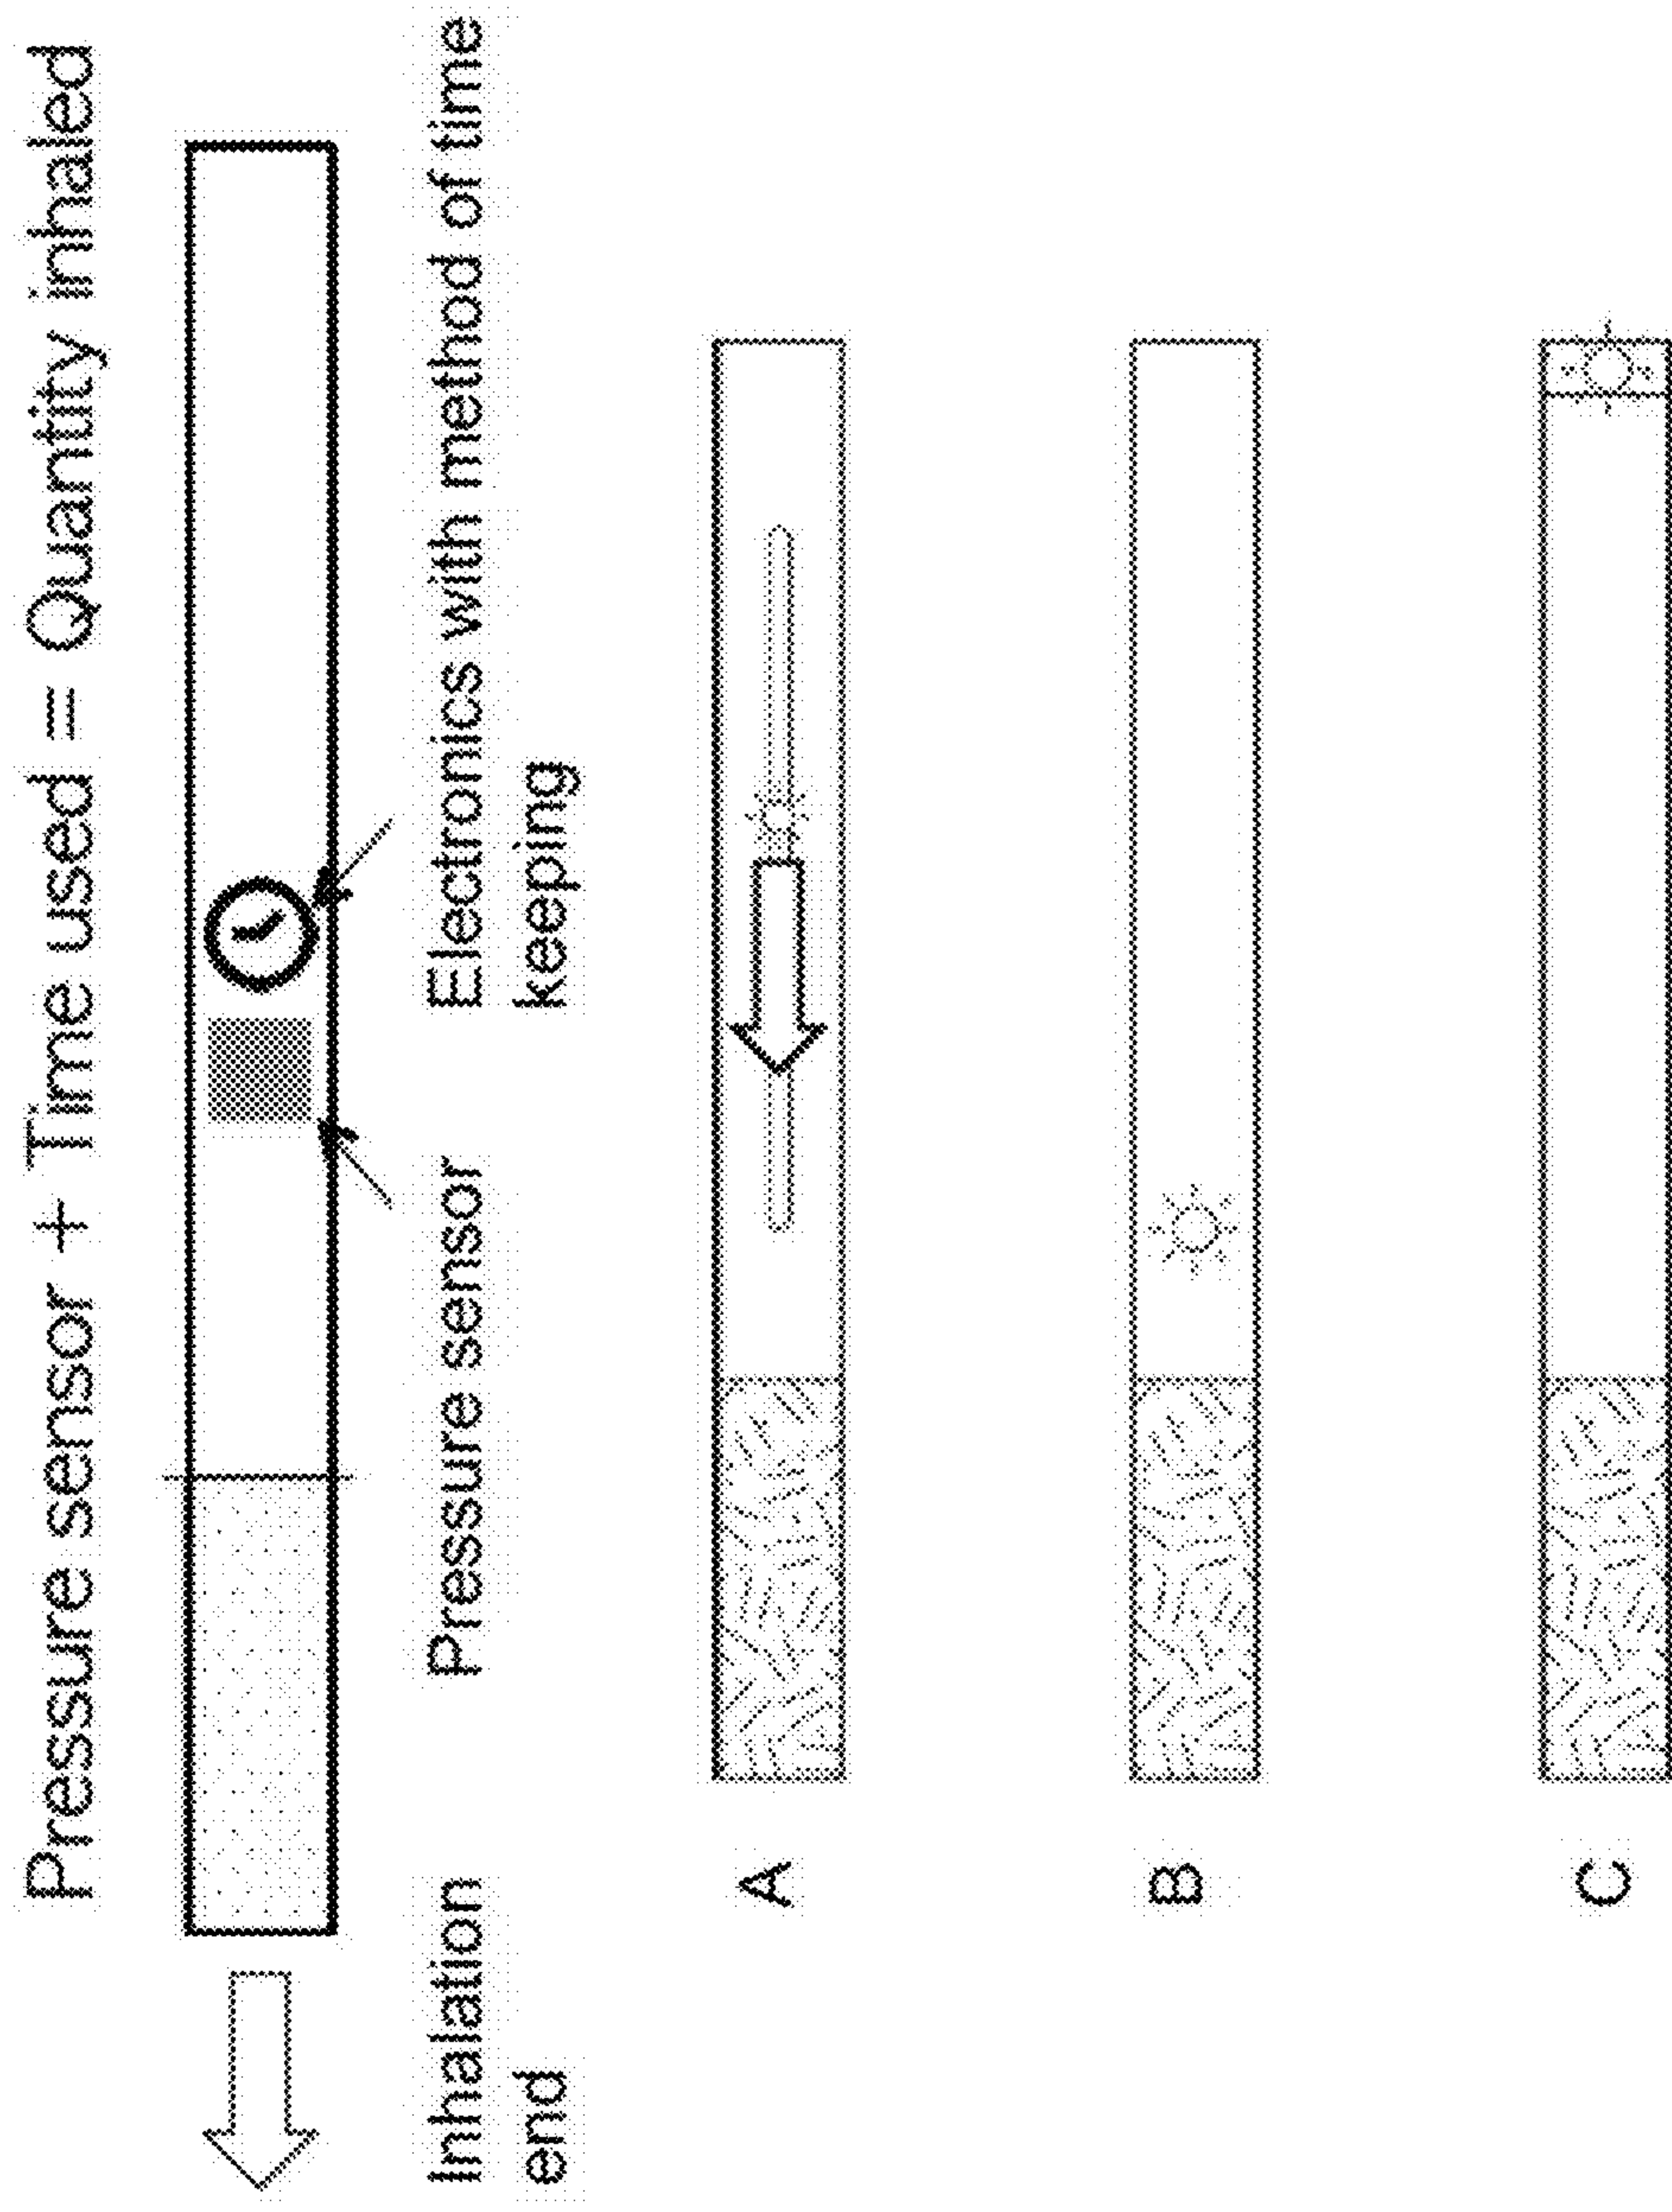 Pressure sensor + Time used = Quantity inhaled
Inhalation
end
Pressure sensor
Electronics with method of time
keeping
A
B
C